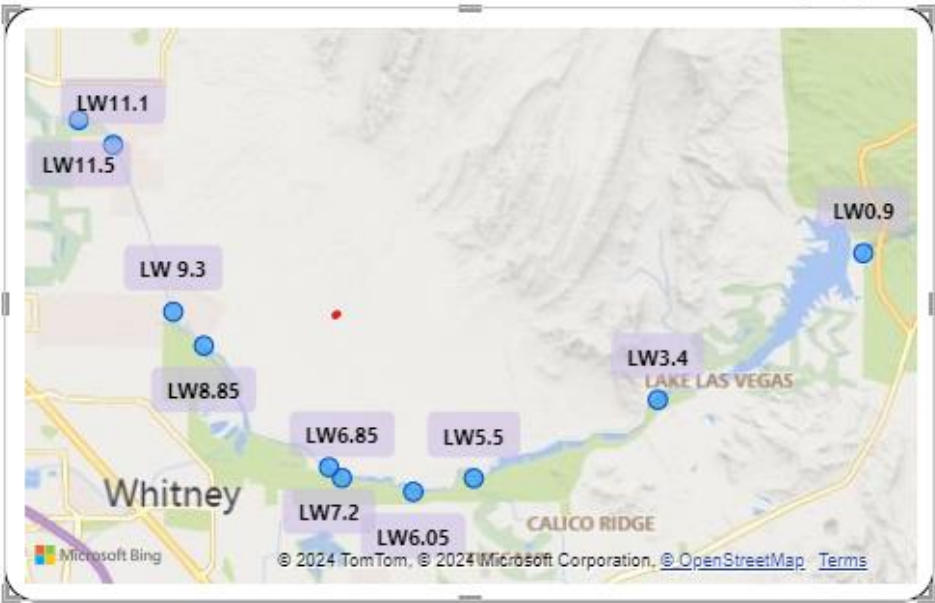 LW11.1
LW11.5
LW0.9
LW 9.3
LW3.4
LAKE LAS VEGAS
LW8.85
LW6.85
LW5.5
Whitney
LW7.2
CALICO RIDGE
LW6.05
Microsoft Bing
© 2024 TomTom, © 2024 Microsoft Corporation, © OpenStreetMap Terms